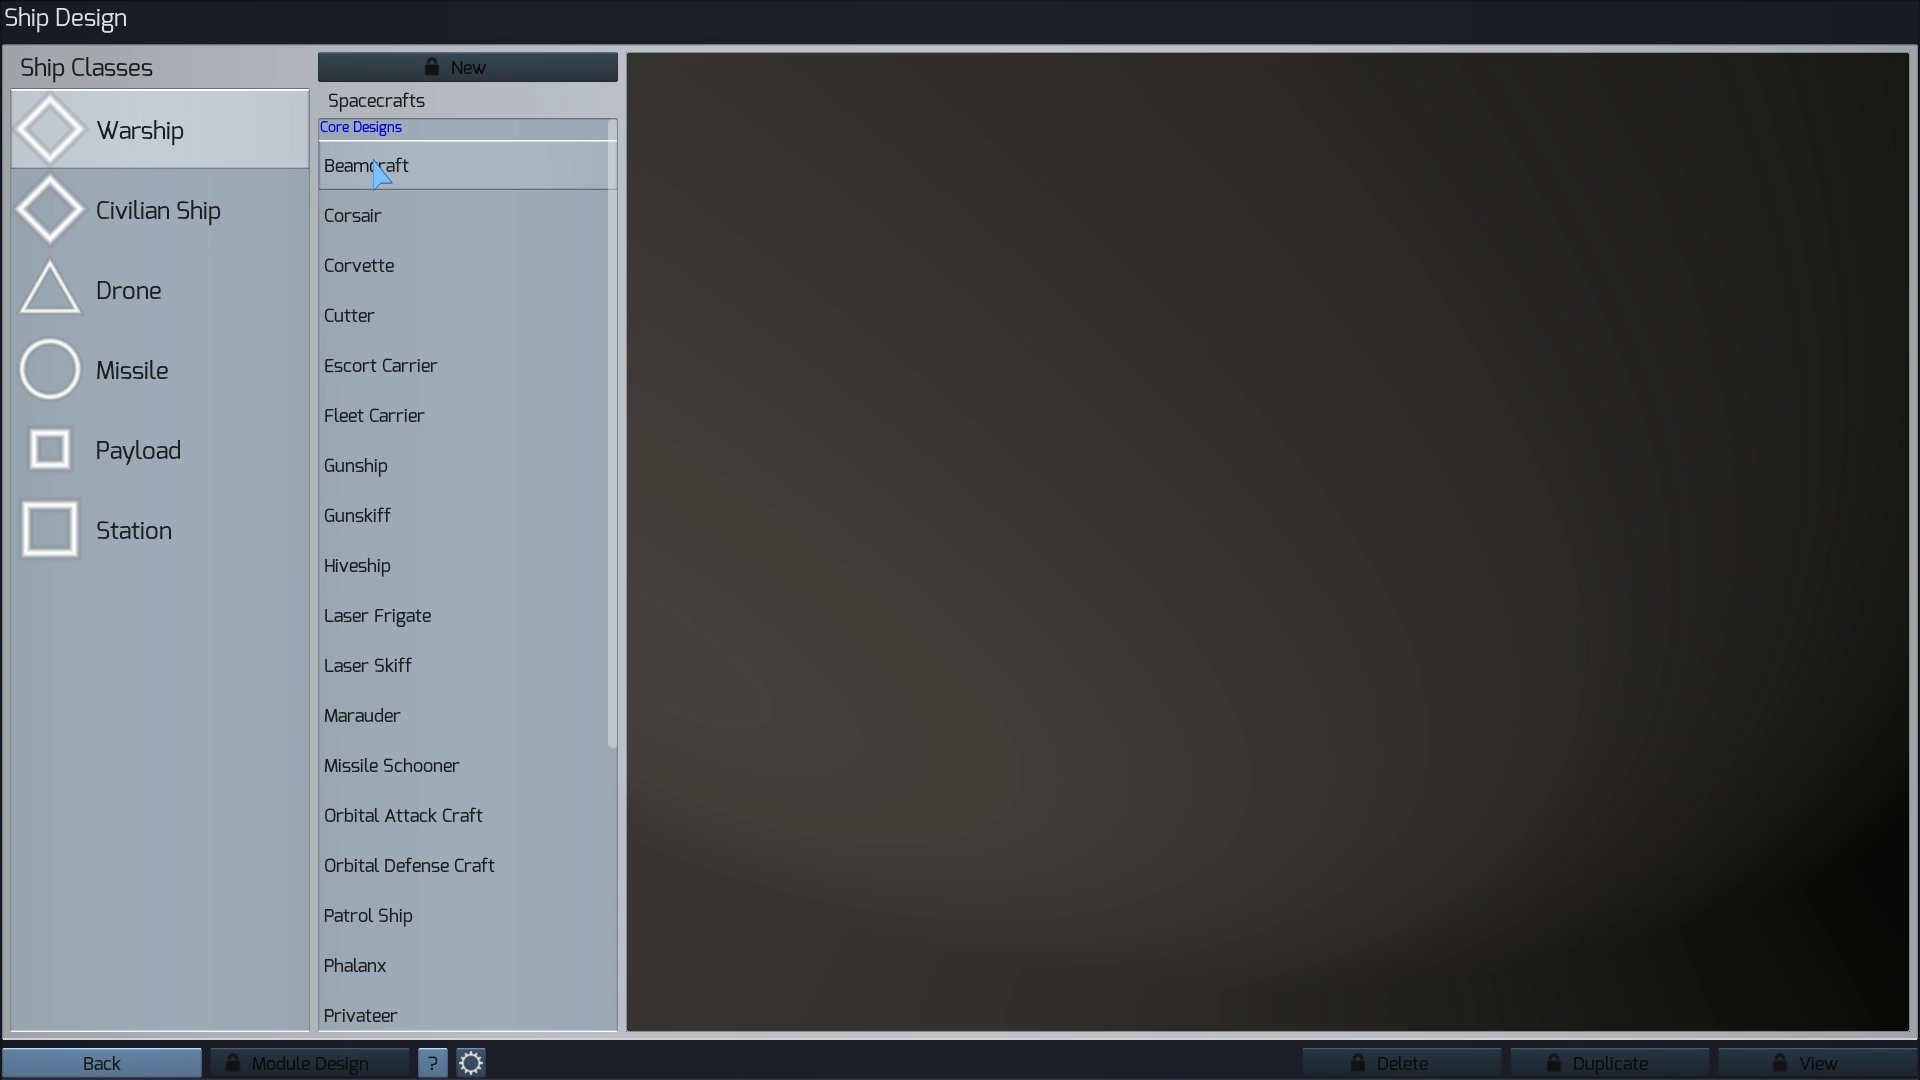 Ship Design
Ship Classes
Warship
Civilian Ship
Drone
Missile
Payload
Station
New
Spacecrafts
Core Designs
Beamcraft
Corsair
Corvette
Cutter
Escort Carrier
Fleet Carrier
Gunship
Gunskiff
Hiveship
Laser Frigate
Laser Skiff
Marauder
Missile Schooner
Orbital Attack Craft
Orbital Defense Craft
Patrol Ship
Phalanx
Privateer
Back
Module Design
?
Delete
Duplicate
View